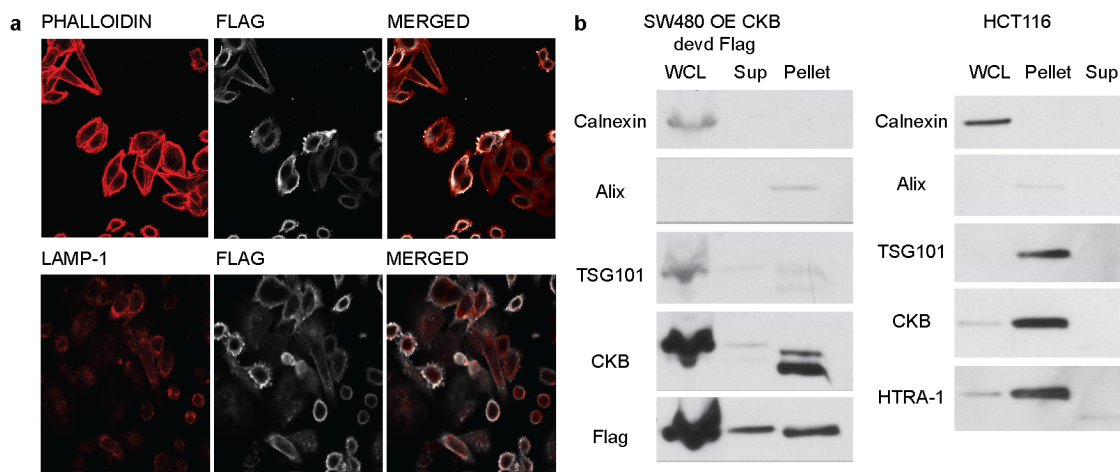 a
PHALLOIDIN FLAG MERGED
LAMP-1 FLAG MERGED
b
SW480 OE CKB
devd Flag
WCL Sup Pellet
Calnexin
Alix
TSG101
CKB
Flag
HCT116
WCL Pellet Sup
Calnexin
Alix
TSG101
CKB
HTRA-1